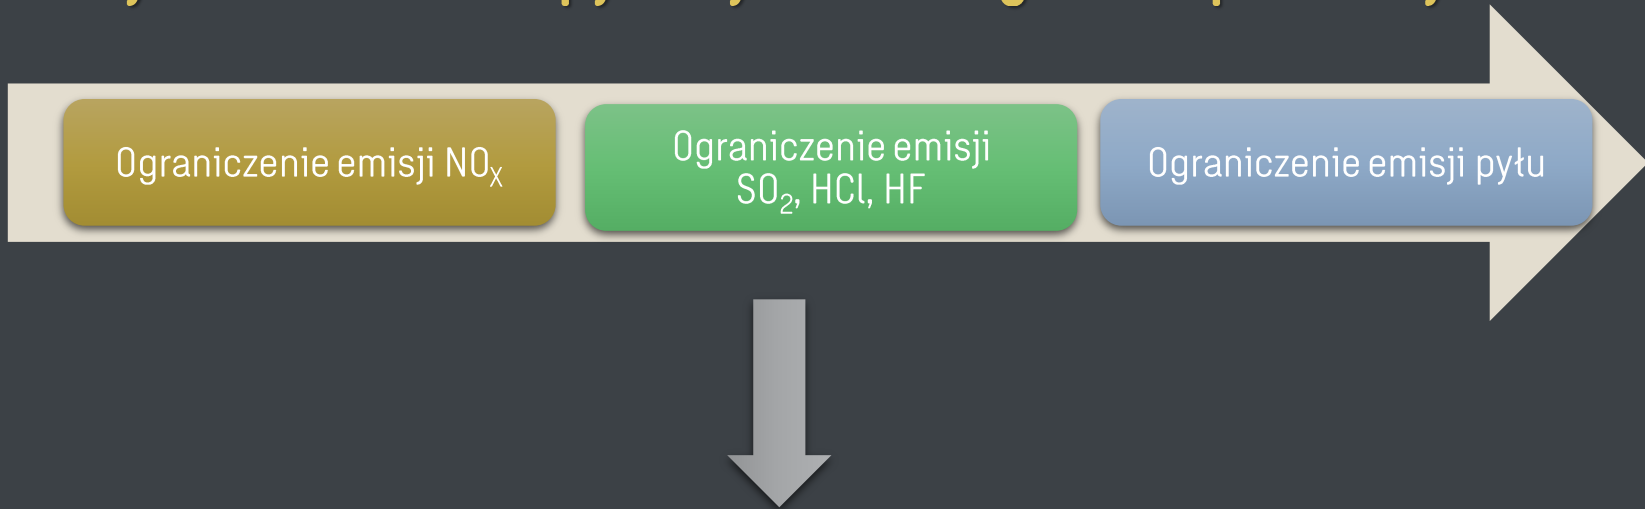 Ograniczenie emisji NOₓ
Ograniczenie emisji
SO₂, HCl, HF
Ograniczenie emisji pyłu